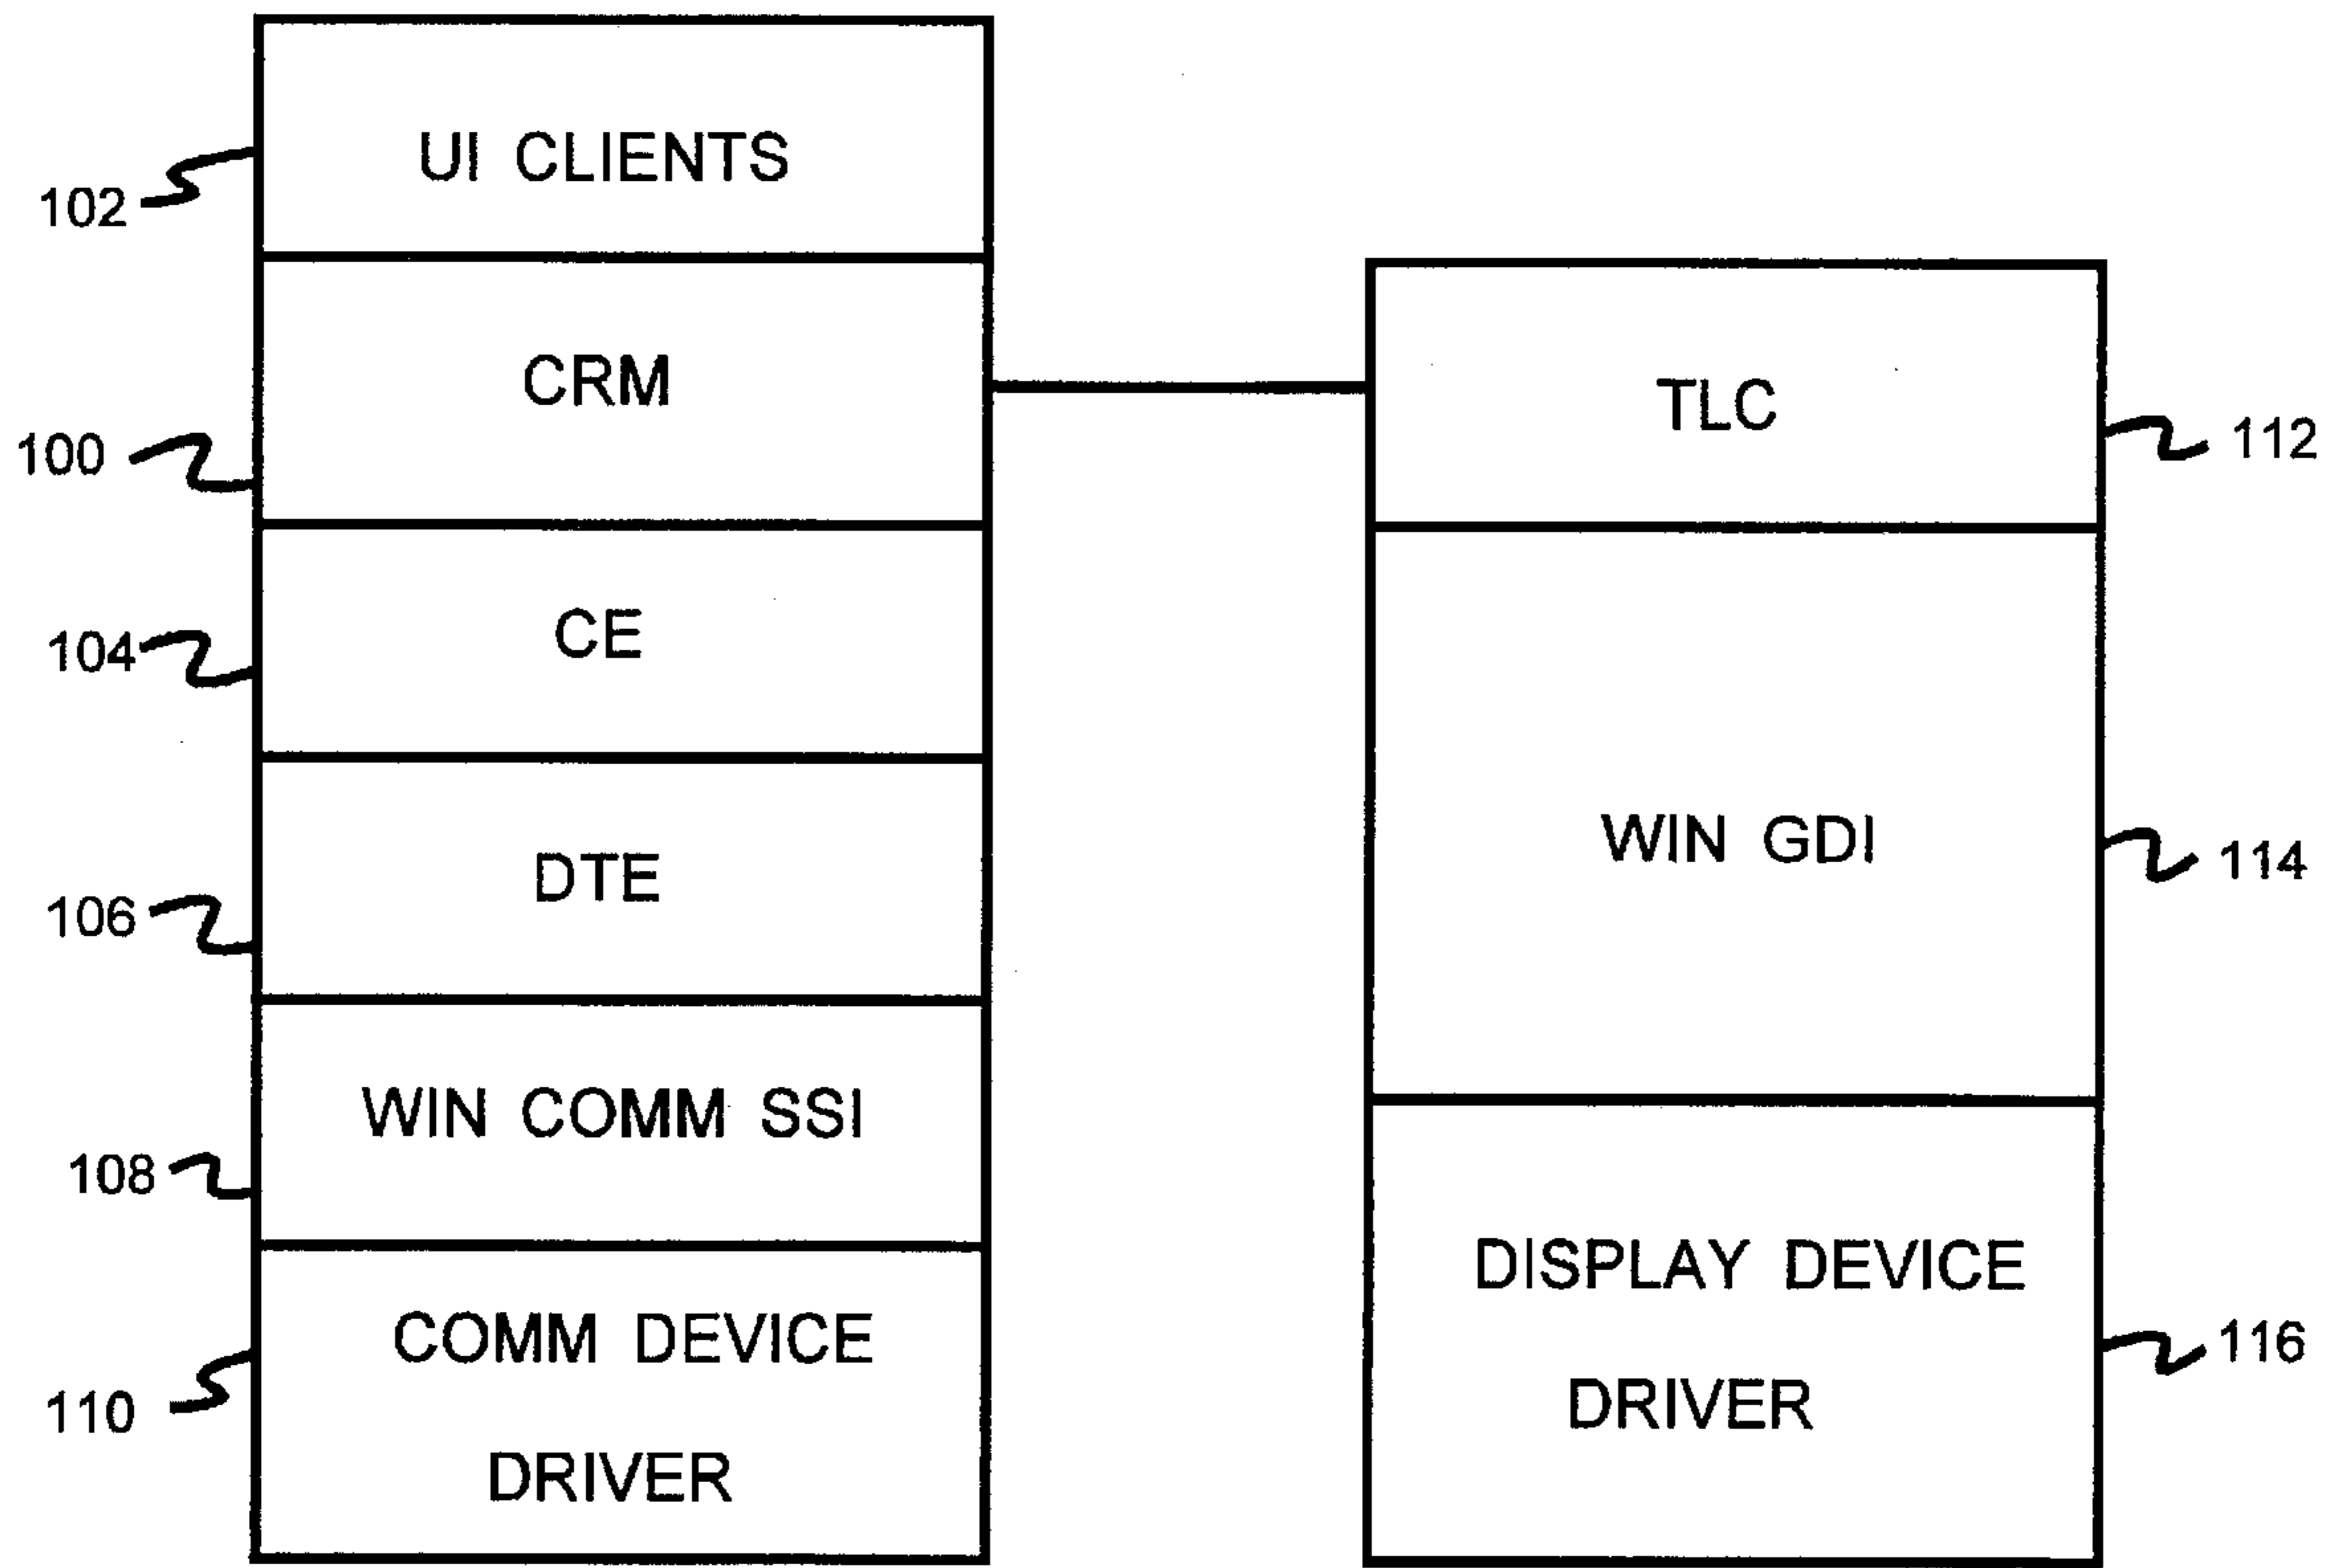 UI CLIENTS
102
CRM
100
CE
104
DTE
106
WIN COMM SSI
108
COMM DEVICE
DRIVER
110
TLC
112
WIN GDI
114
DISPLAY DEVICE
DRIVER
116